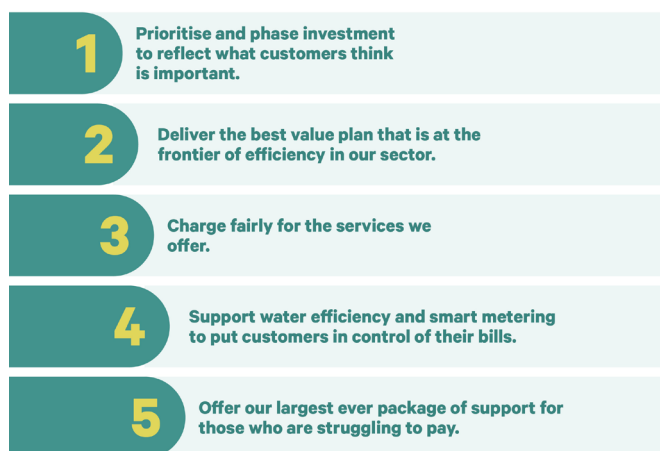 1
Prioritise and phase investment
to reflect what customers think
is important.
2
Deliver the best value plan that is at the
frontier of efficiency in our sector.
3
Charge fairly for the services we
offer.
4
Support water efficiency and smart metering
to put customers in control of their bills.
5
Offer our largest ever package of support for
those who are struggling to pay.